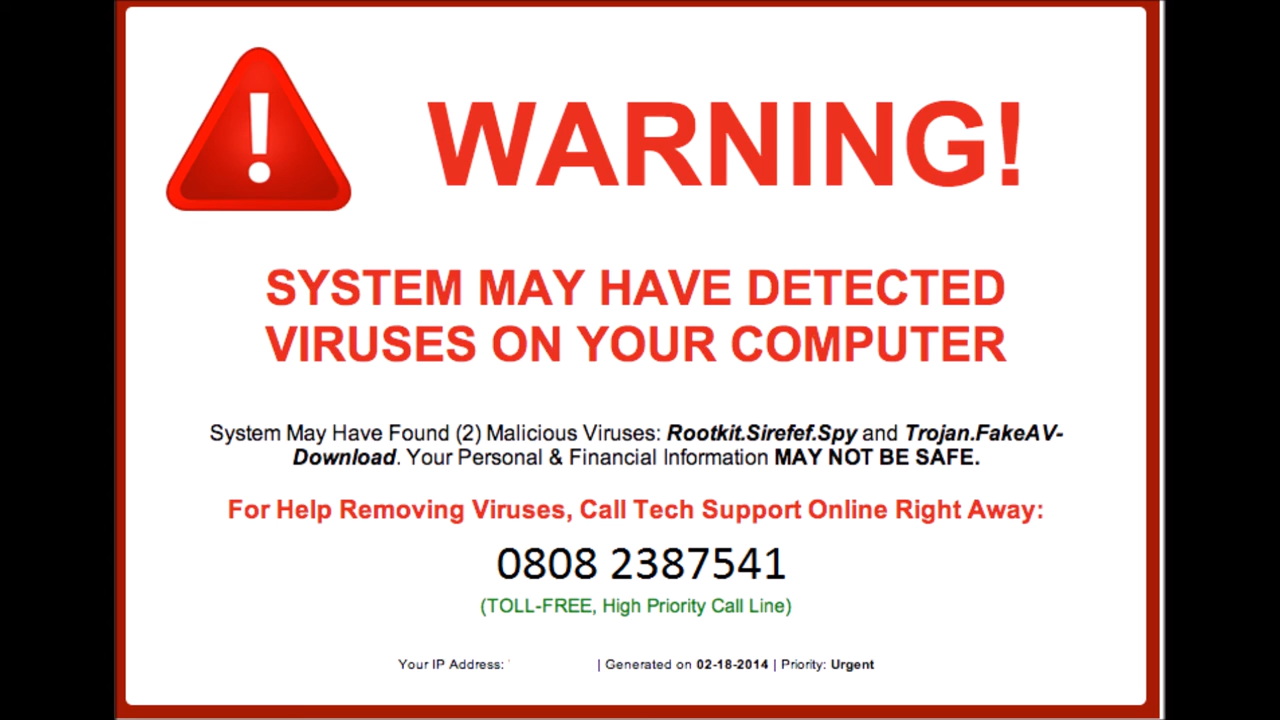 WARNING!
SYSTEM MAY HAVE DETECTED
VIRUSES ON YOUR COMPUTER
System May Have Found (2) Malicious Viruses: Rootkit.Sirefef.Spy and Trojan.FakeAV-
Download. Your Personal & Financial Information MAY NOT BE SAFE.
For Help Removing Viruses, Call Tech Support Online Right Away:
0808 2387541
(TOLL-FREE, High Priority Call Line)
Your IP Address: | Generated on 02-18-2014 | Priority: Urgent